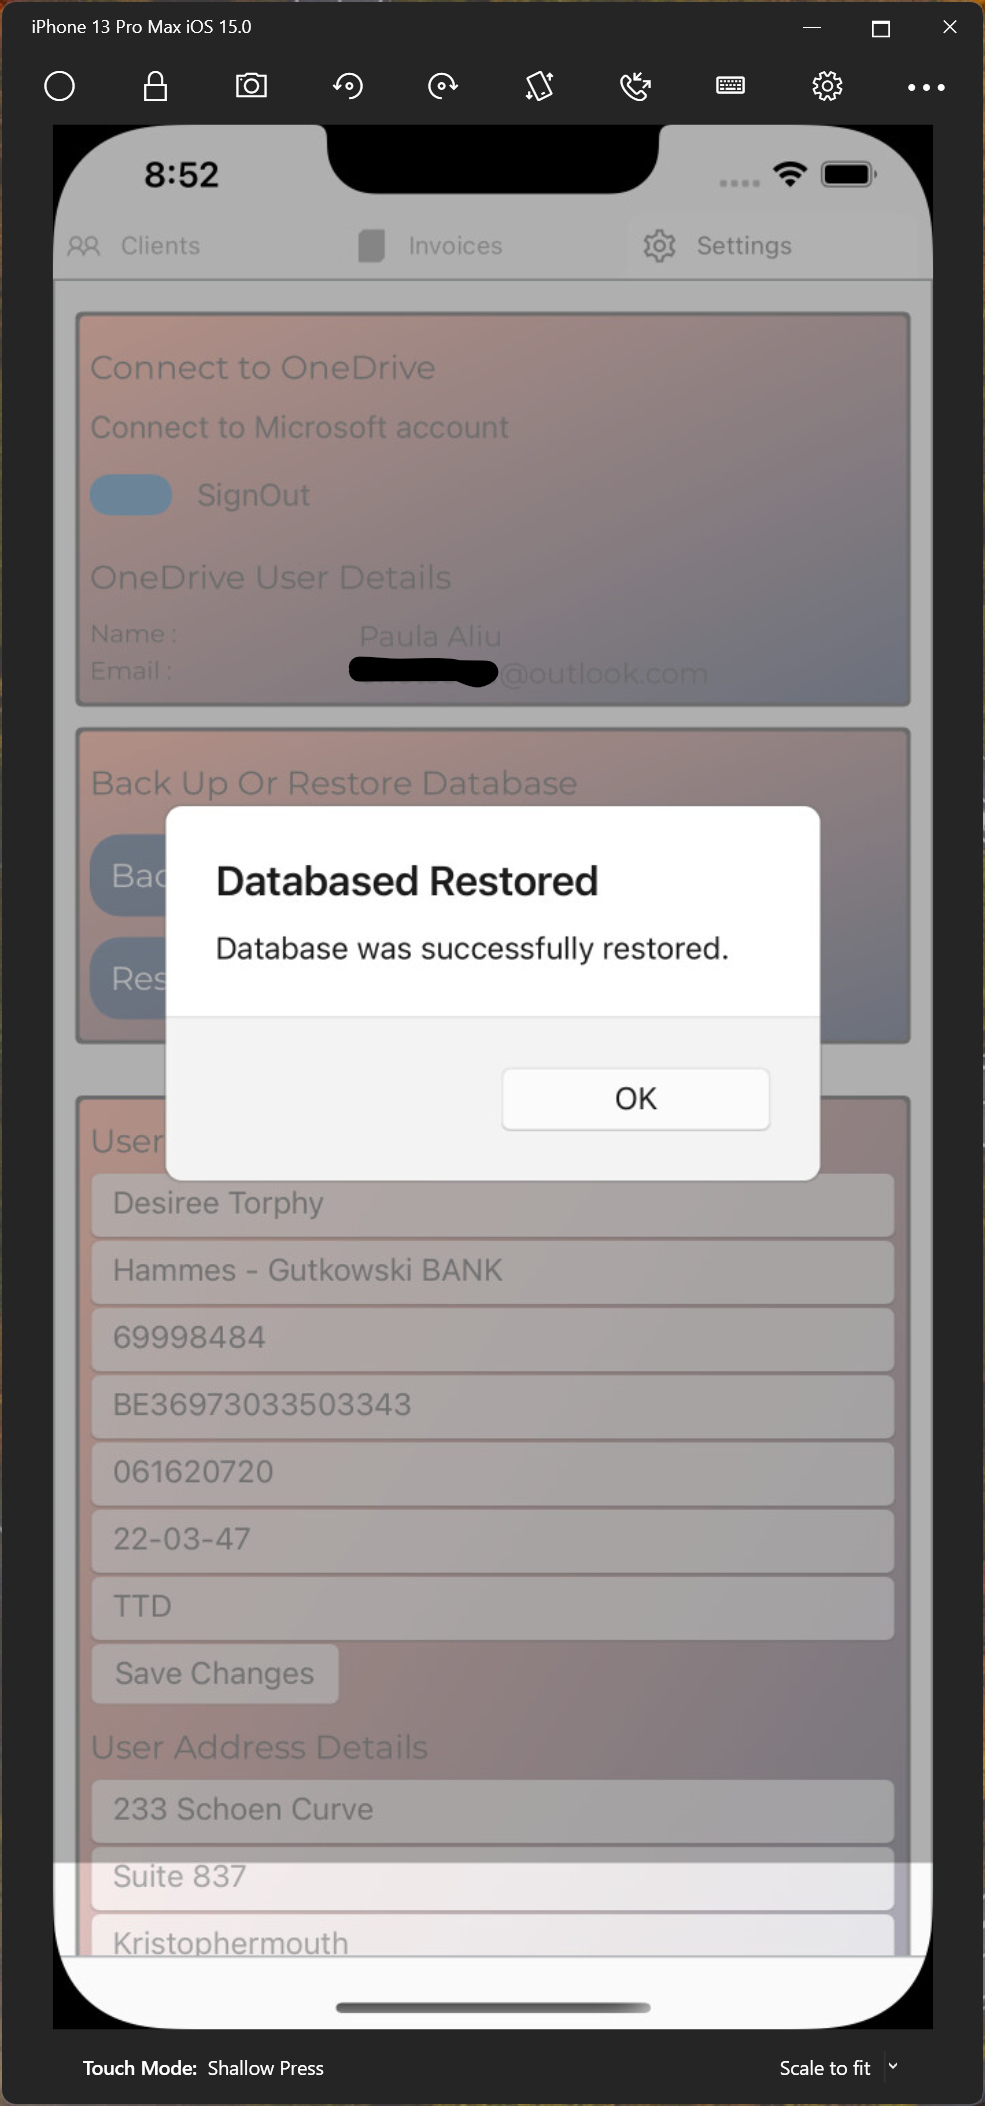 iPhone 13 Pro Max iOS 15.0
8:52
Clients Invoices Settings
Connect to OneDrive
Connect to Microsoft account
SignOut
OneDrive User Details
Name : Paula Aliu
Email : @outlook.com
Back Up Or Restore Database
Bac
Databased Restored
Database was successfully restored.
Res
OK
User
Desiree Torphy
Hammes - Gutkowski BANK
69998484
BE36973033503343
061620720
22-03-47
TTD
Save Changes
User Address Details
233 Schoen Curve
Suite 837
Kristophermouth
Touch Mode: Shallow Press Scale to fit